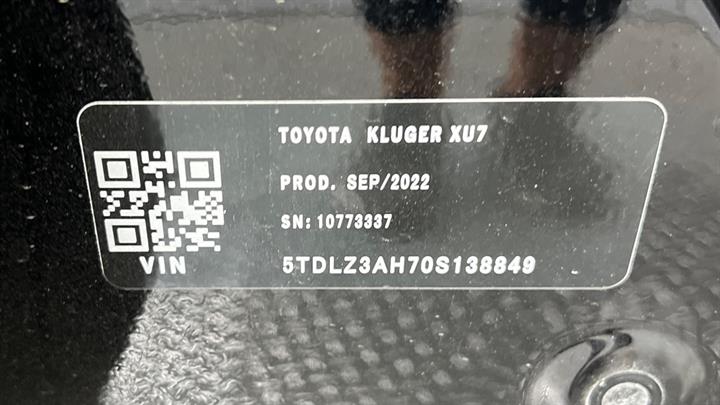 TOYOTA KLUGER XU7
PROD. SEP/2022
SN: 10773337
VIN 5TDLZ3AH70S138849